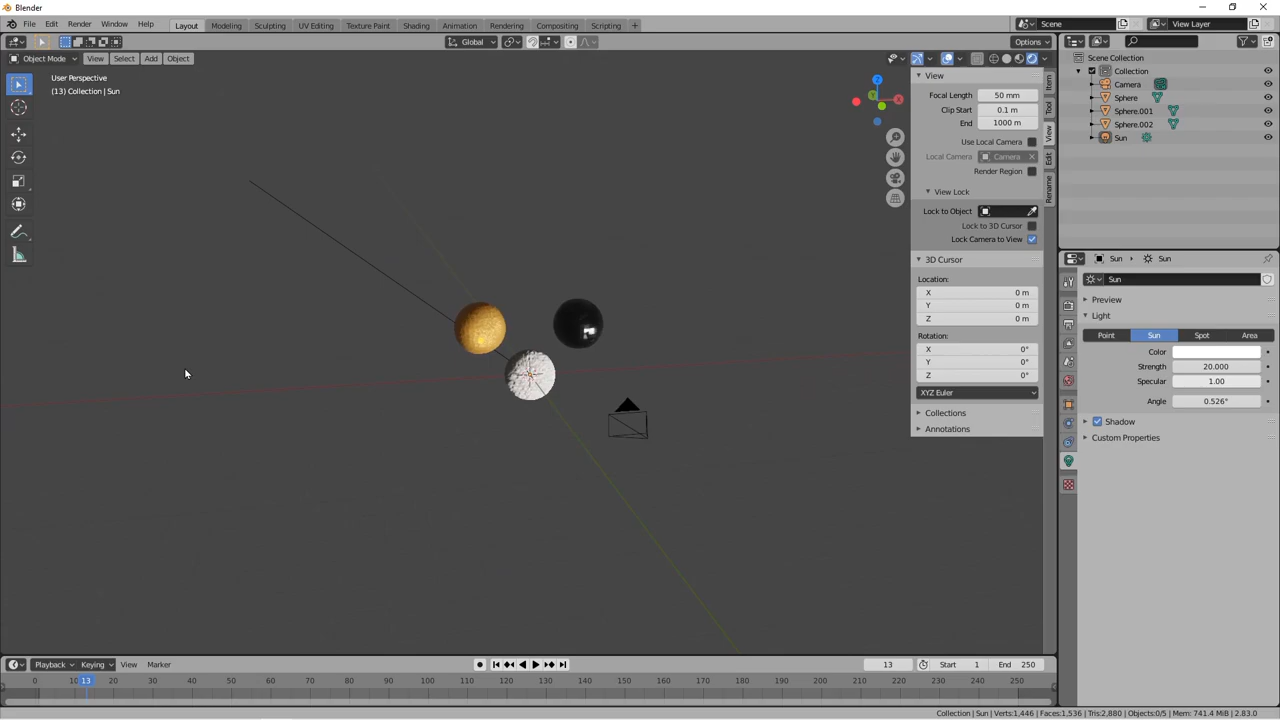 Blender
File Edit Render Window Help
Layout Modeling Sculpting UV Editing Texture Paint Shading Animation Rendering Compositing Scripting +
Scene
View Layer
Global
Options
Object Mode View Select Add Object
User Perspective
(13) Collection | Sun
Z
Y
X
View
Focal Length 50 mm
Clip Start 0.1 m
End 1000 m
Use Local Camera
Local Camera Camera
Render Region
View Lock
Lock to Object
Lock to 3D Cursor
Lock Camera to View
3D Cursor
Location:
X 0 m
Y 0 m
Z 0 m
Rotation:
X 0°
Y 0°
Z 0°
XYZ Euler
Collections
Annotations
Item
Tool
View
Edit
Rename
Scene Collection
Collection
Camera
Sphere
Sphere.001
Sphere.002
Sun
Sun Sun
Sun
Preview
Light
Point Sun Spot Area
Color
Strength 20.000
Specular 1.00
Angle 0.526°
Shadow
Custom Properties
Playback Keying View Marker
13 Start 1 End 250
0 10 13 20 30 40 50 60 70 80 90 100 110 120 130 140 150 160 170 180 190 200 210 220 230 240 250
Collection | Sun | Verts:1,446 | Faces:1,536 | Tris:2,880 | Objects:0/5 | Mem: 741.4 MiB | 2.83.0